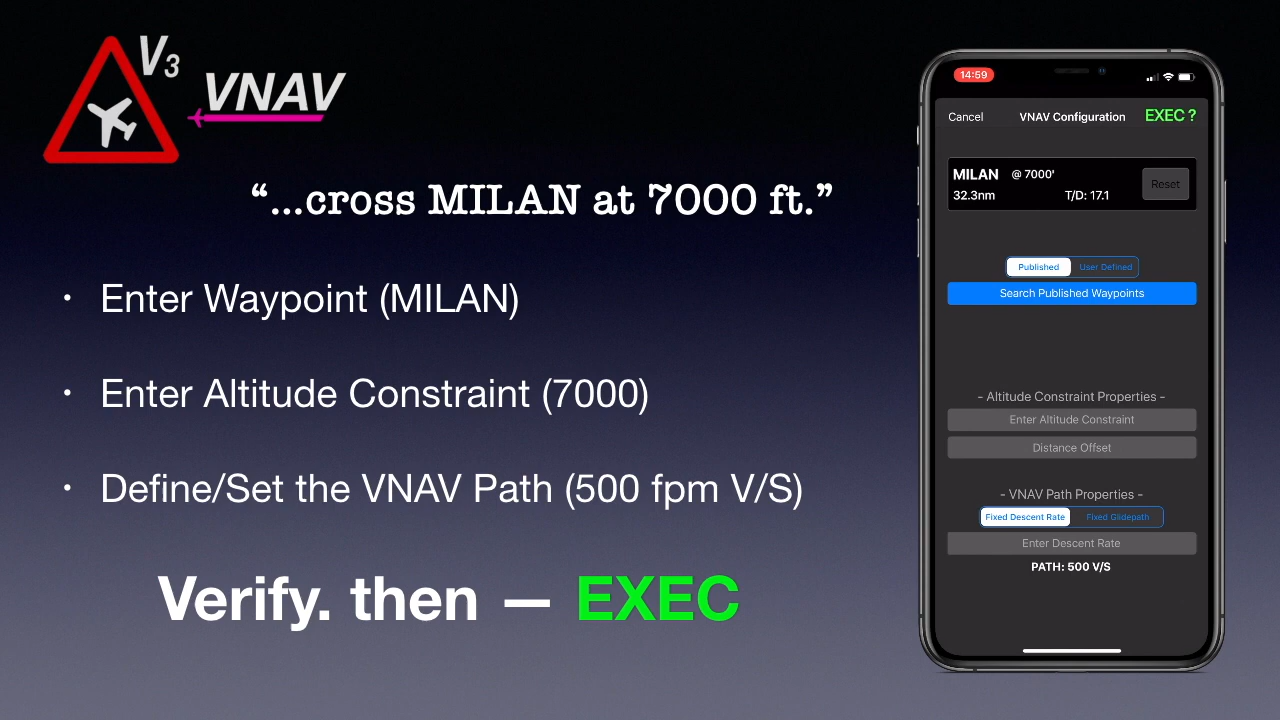 V3
VNAV
“...cross MILAN at 7000 ft.”
• Enter Waypoint (MILAN)
• Enter Altitude Constraint (7000)
• Define/Set the VNAV Path (500 fpm V/S)
Verify. then — EXEC
14:59
Cancel VNAV Configuration EXEC ?
MILAN @ 7000'
32.3nm T/D: 17.1
Reset
Published User Defined
Search Published Waypoints
- Altitude Constraint Properties -
Enter Altitude Constraint
Distance Offset
- VNAV Path Properties -
Fixed Descent Rate Fixed Glidepath
Enter Descent Rate
PATH: 500 V/S